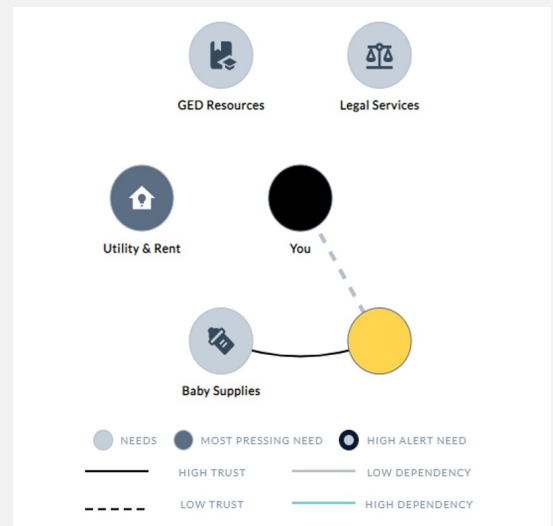 GED Resources
Legal Services
Utility & Rent
You
Baby Supplies
NEEDS
MOST PRESSING NEED
HIGH ALERT NEED
HIGH TRUST
LOW DEPENDENCY
LOW TRUST
HIGH DEPENDENCY